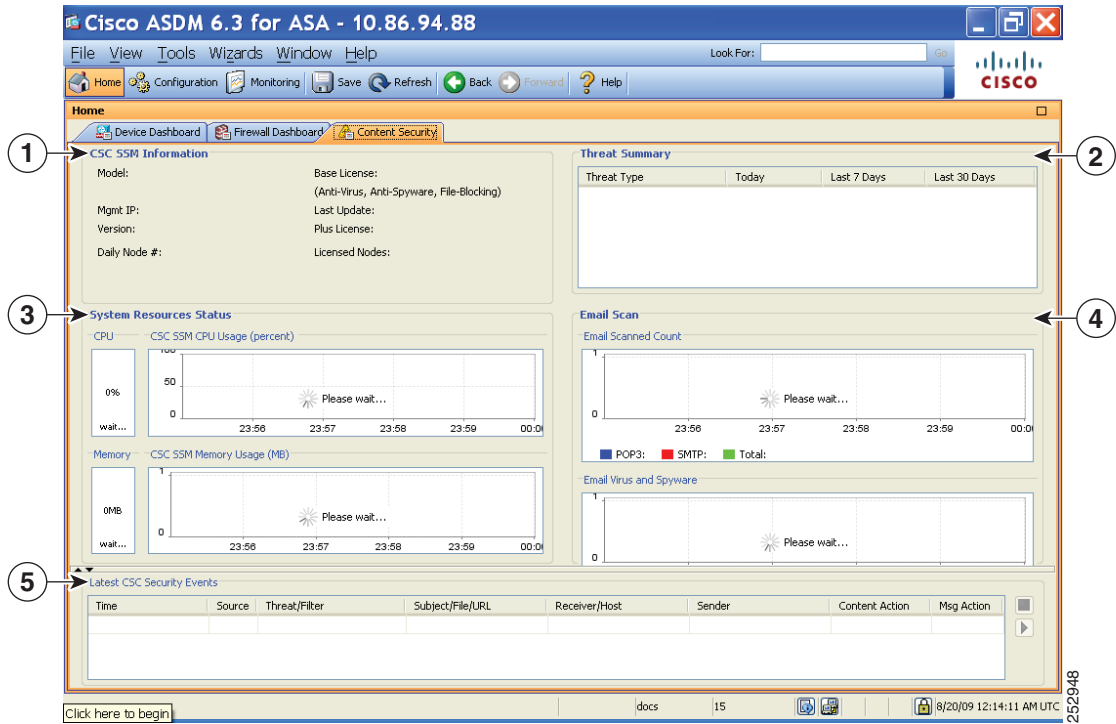 Cisco ASDM 6.3 for ASA - 10.86.94.88
File View Tools Wizards Window Help
Look For:
Go
Home Configuration Monitoring Save Refresh Back Forward Help
CISCO
Home
Device Dashboard Firewall Dashboard Content Security
1
CSC SSM Information
Model:
Base License:
(Anti-Virus, Anti-Spyware, File-Blocking)
Mgmt IP:
Last Update:
Version:
Plus License:
Daily Node #:
Licensed Nodes:
Threat Summary
2
Threat Type Today Last 7 Days Last 30 Days
3
System Resources Status
CPU
CSC SSM CPU Usage (percent)
0%
wait...
100
50
0
Please wait...
23:56 23:57 23:58 23:59 00:0
Memory
CSC SSM Memory Usage (MB)
0MB
wait...
1
0
Please wait...
23:56 23:57 23:58 23:59 00:0
Email Scan
4
Email Scanned Count
1
0
Please wait...
23:56 23:57 23:58 23:59 00:0
POP3: SMTP: Total:
Email Virus and Spyware
1
0
Please wait...
5
Latest CSC Security Events
Time Source Threat/Filter Subject/File/URL Receiver/Host Sender Content Action Msg Action
Click here to begin
docs
15
8/20/09 12:14:11 AM UTC
252948